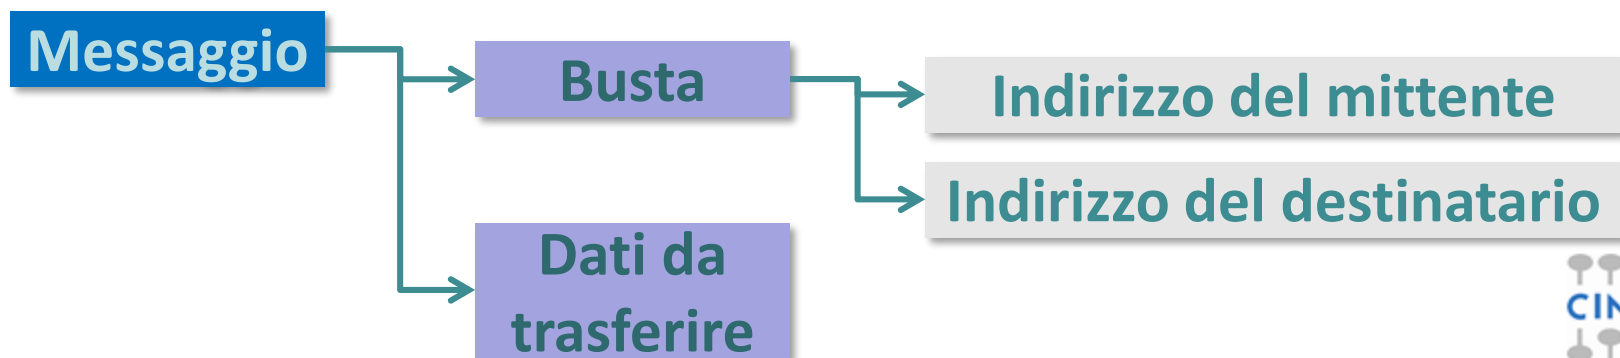 Messaggio
Busta
Indirizzo del mittente
Indirizzo del destinatario
Dati da
trasferire